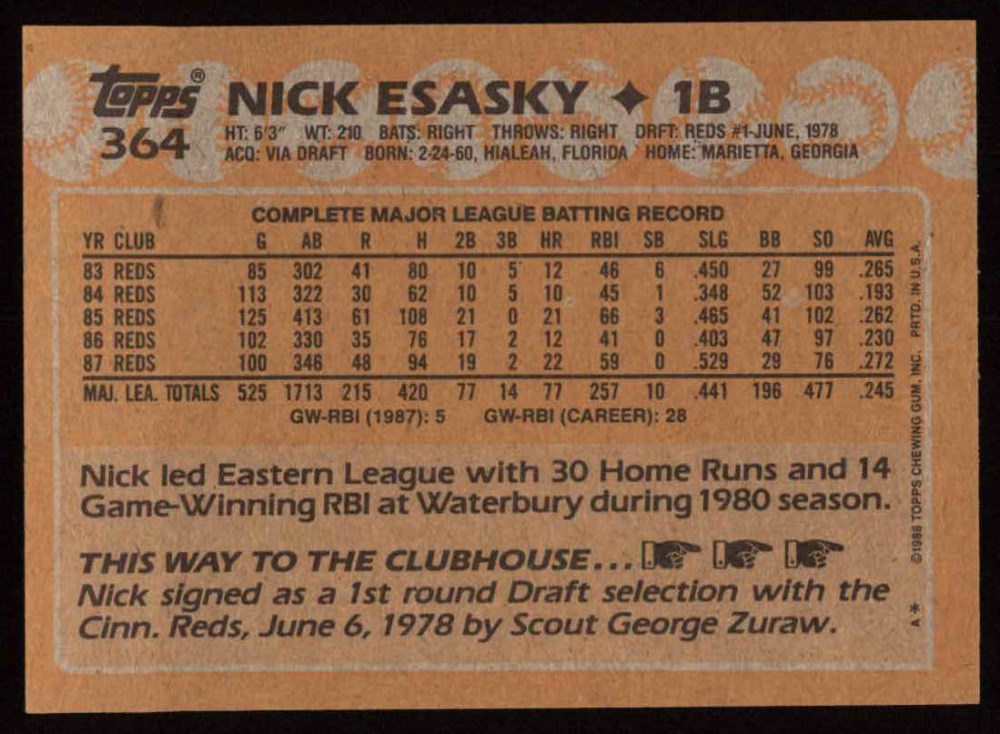 Topps® NICK ESASKY ✦ 1B
364 HT: 6'3" WT: 210 BATS: RIGHT THROWS: RIGHT DRFT: REDS #1-JUNE, 1978
ACQ: VIA DRAFT BORN: 2-24-60, HIALEAH, FLORIDA HOME: MARIETTA, GEORGIA
COMPLETE MAJOR LEAGUE BATTING RECORD
YR CLUB G AB R H 2B 3B HR RBI SB SLG BB SO AVG
83 REDS 85 302 41 80 10 5 12 46 6 .450 27 99 .265
84 REDS 113 322 30 62 10 5 10 45 1 .348 52 103 .193
85 REDS 125 413 61 108 21 0 21 66 3 .465 41 102 .262
86 REDS 102 330 35 76 17 2 12 41 0 .403 47 97 .230
87 REDS 100 346 48 94 19 2 22 59 0 .529 29 76 .272
MAJ. LEA. TOTALS 525 1713 215 420 77 14 77 257 10 .441 196 477 .245
GW-RBI (1987): 5 GW-RBI (CAREER): 28
Nick led Eastern League with 30 Home Runs and 14
Game-Winning RBI at Waterbury during 1980 season.
THIS WAY TO THE CLUBHOUSE...
Nick signed as a 1st round Draft selection with the
Cinn. Reds, June 6, 1978 by Scout George Zuraw.
A** ©1988 TOPPS CHEWING GUM, INC. PRTD. IN U.S.A.